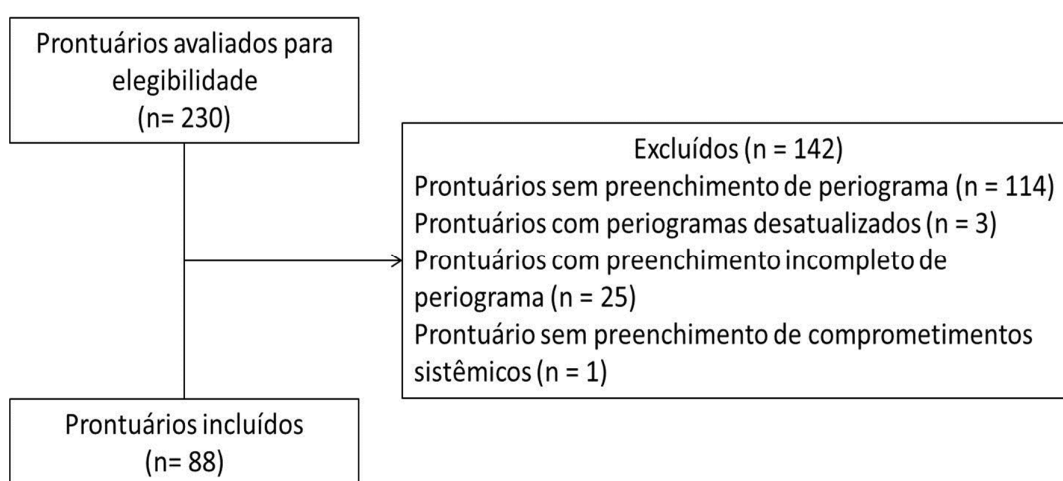 Prontuários avaliados para
elegibilidade
(n= 230)
Excluídos (n = 142)
Prontuários sem preenchimento de periograma (n = 114)
Prontuários com periogramas desatualizados (n = 3)
Prontuários com preenchimento incompleto de
periograma (n = 25)
Prontuário sem preenchimento de comprometimentos
sistêmicos (n = 1)
Prontuários incluídos
(n= 88)